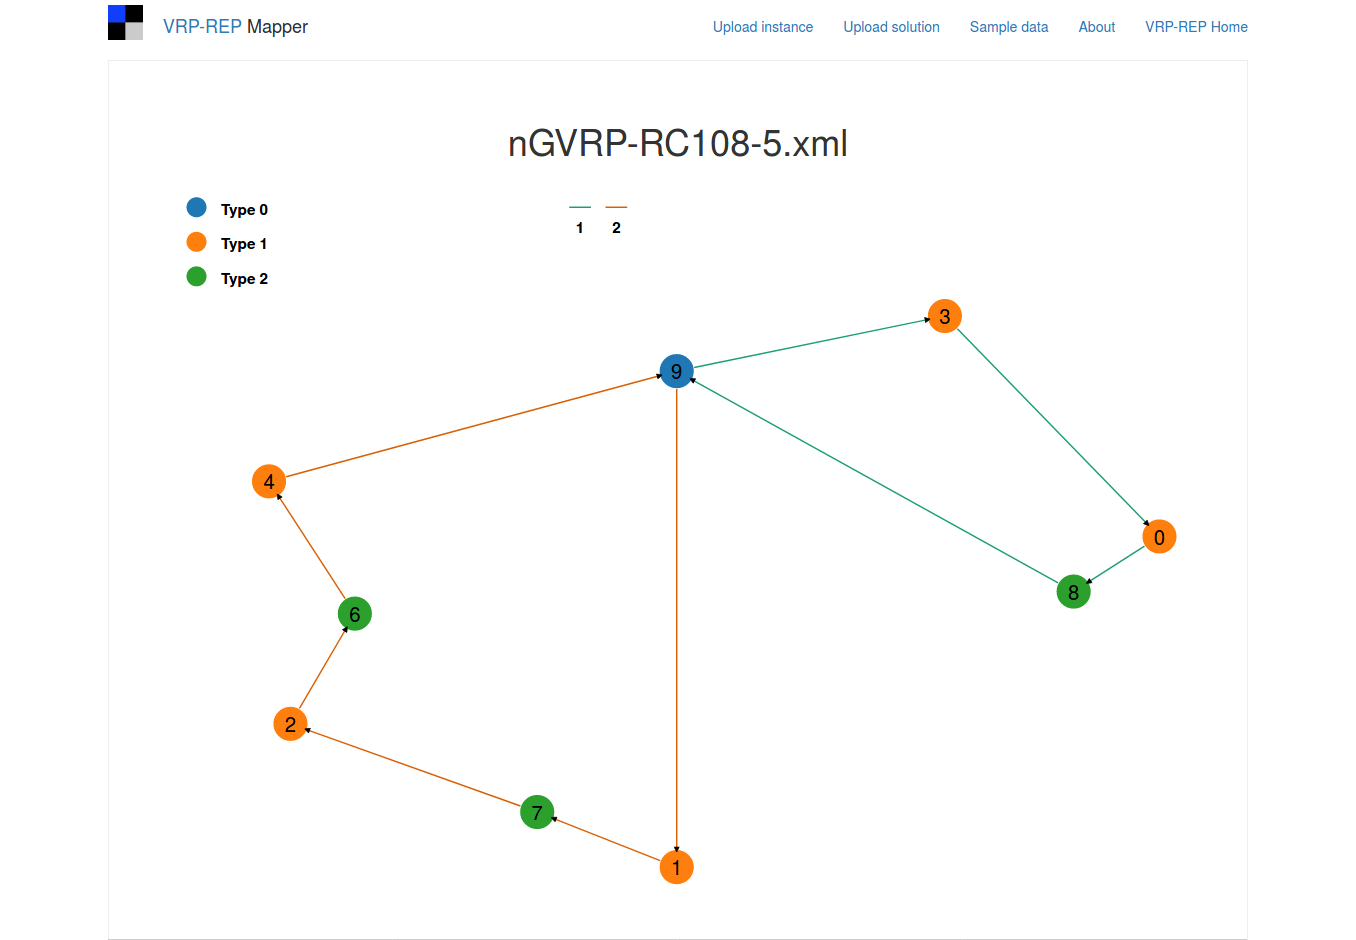 VRP-REP Mapper
Upload instance Upload solution Sample data About VRP-REP Home
nGVRP-RC108-5.xml
Type 0
Type 1
Type 2
1 2
3
9
4
0
8
6
2
7
1